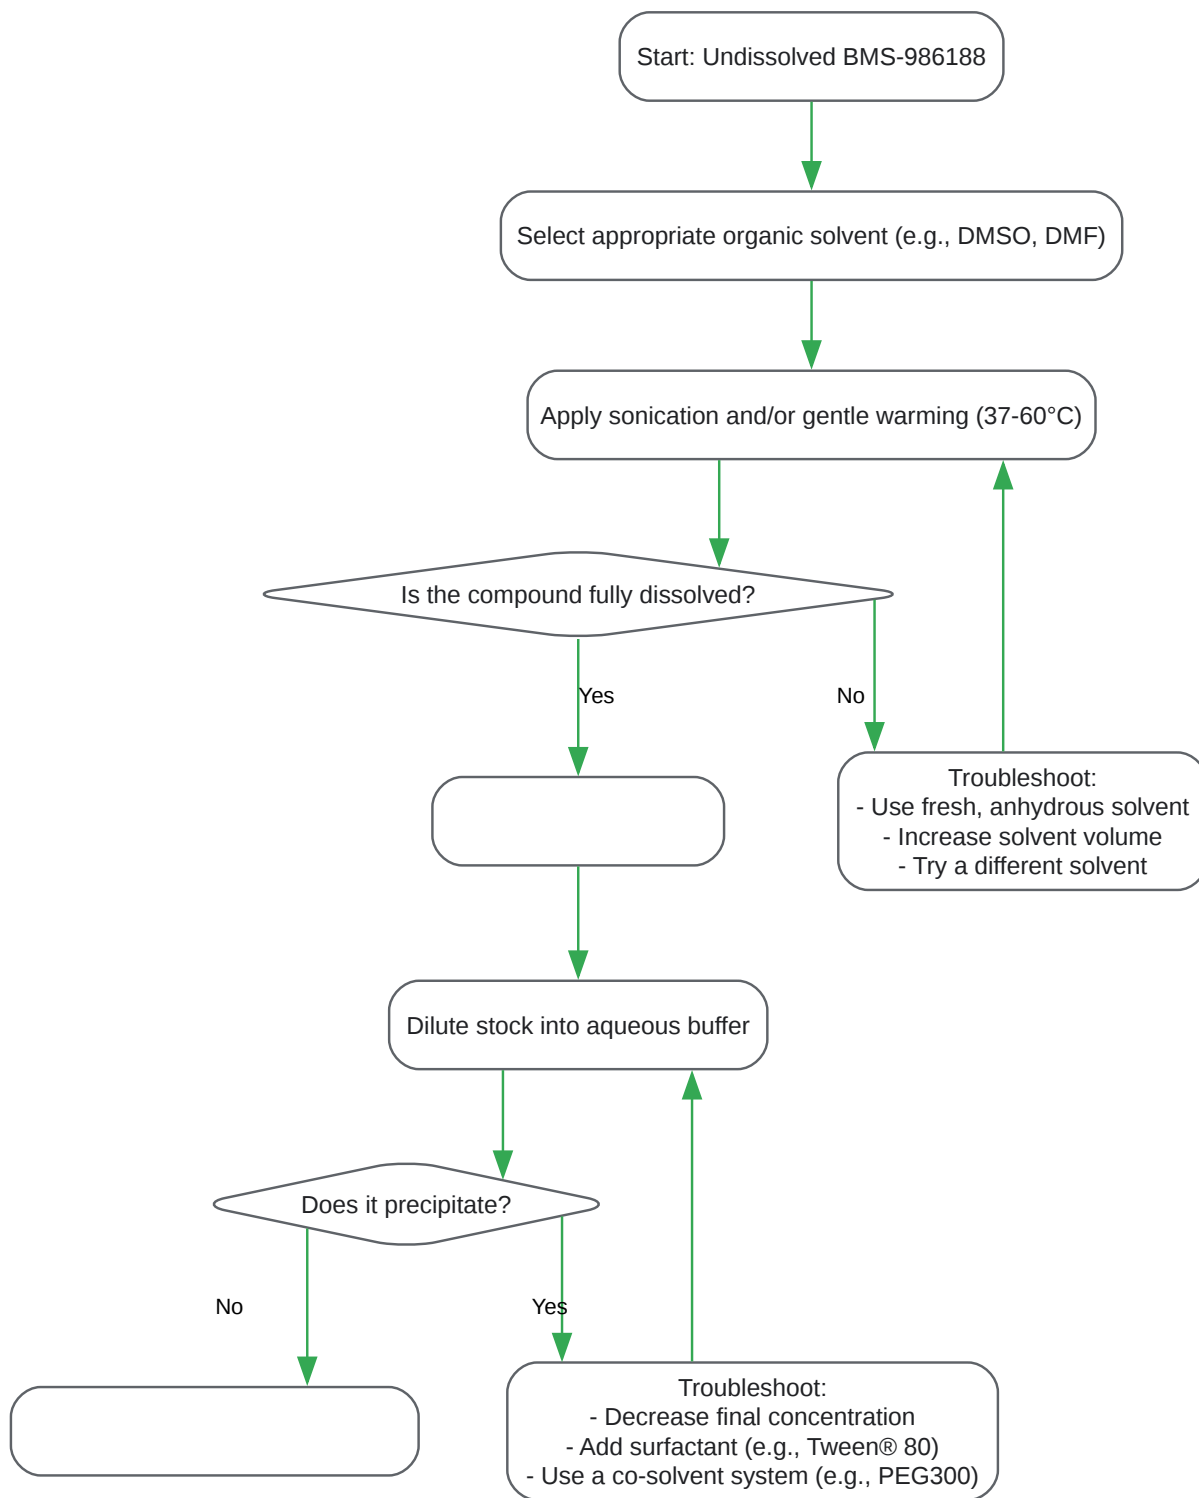 Start: Undissolved BMS-986188
Select appropriate organic solvent (e.g., DMSO, DMF)
Apply sonication and/or gentle warming (37-60°C)
Is the compound fully dissolved?
Yes
No
Troubleshoot:
- Use fresh, anhydrous solvent
- Increase solvent volume
- Try a different solvent
Dilute stock into aqueous buffer
Does it precipitate?
No
Yes
Troubleshoot:
- Decrease final concentration
- Add surfactant (e.g., Tween® 80)
- Use a co-solvent system (e.g., PEG300)